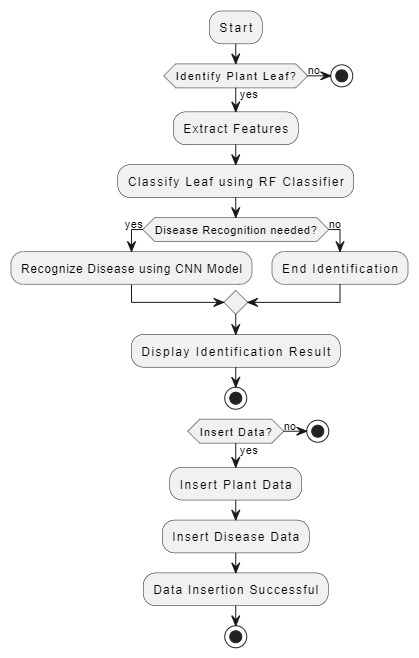 Start
Identify Plant Leaf?
no
yes
Extract Features
Classify Leaf using RF Classifier
yes
Disease Recognition needed?
no
Recognize Disease using CNN Model
End Identification
Display Identification Result
Insert Data?
no
yes
Insert Plant Data
Insert Disease Data
Data Insertion Successful